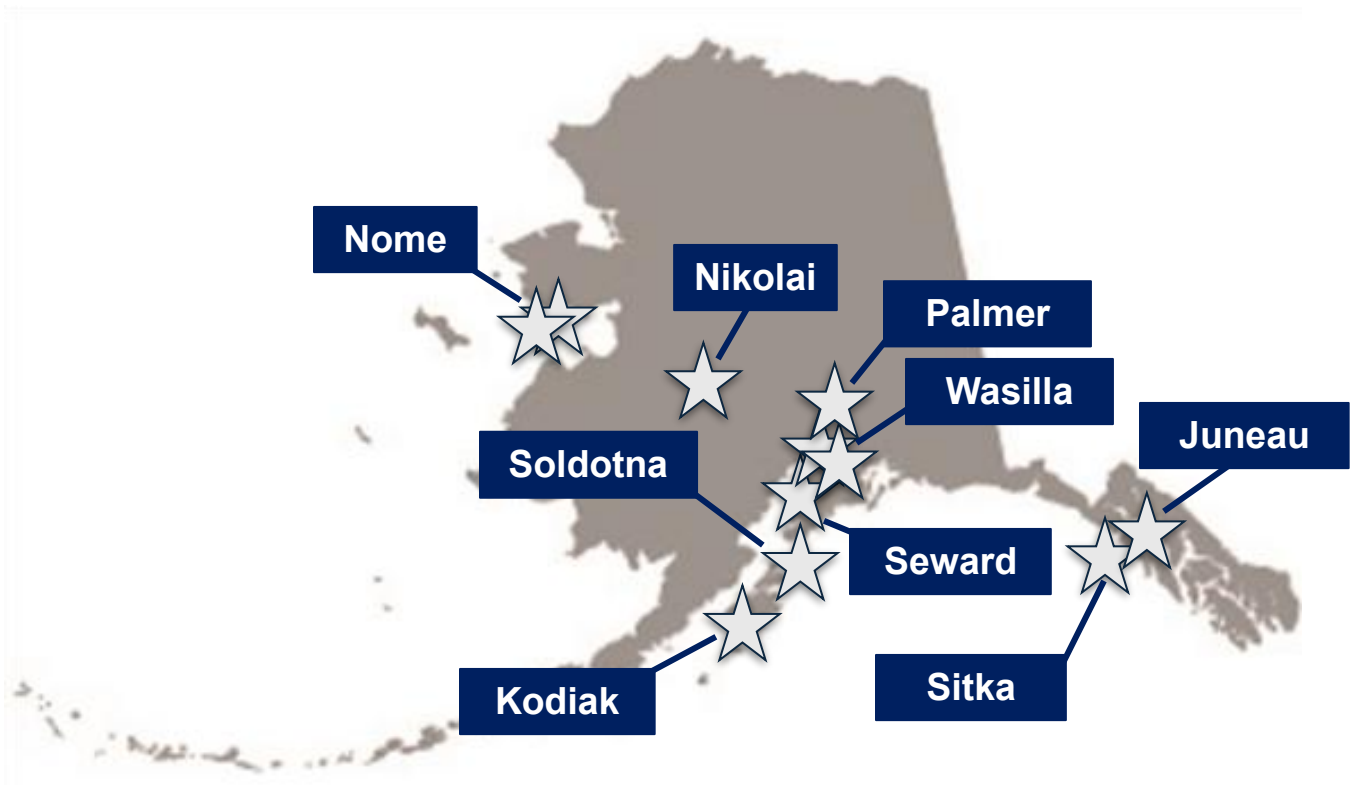 Nome
Nikolai
Palmer
Wasilla
Juneau
Soldotna
Seward
Sitka
Kodiak